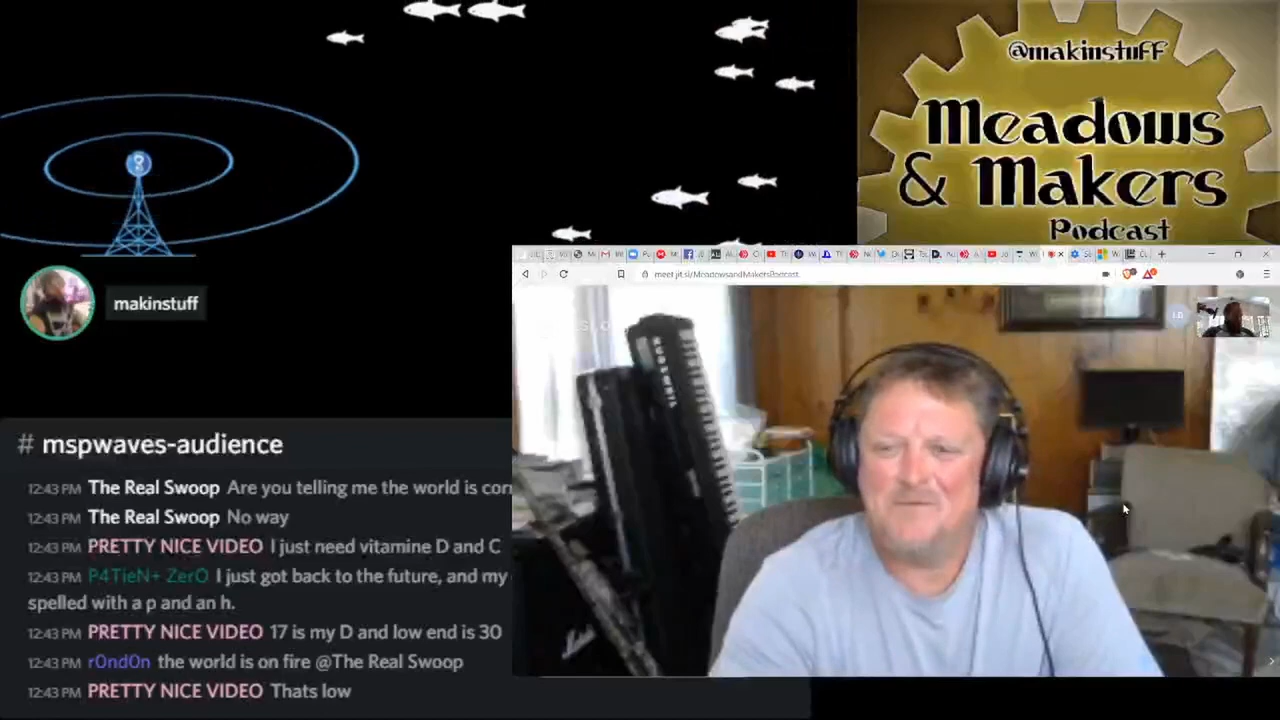 @makinstuff
Meadows
& Makers
Podcast
makinstuff
meet.jit.si/MeadowsandMakersPodcast
# mspwaves-audience
12:43 PM The Real Swoop Are you telling me the world is
12:43 PM The Real Swoop No way
12:43 PM PRETTY NICE VIDEO I just need vitamine D and C
12:43 PM P4TieN+ ZerO I just got back to the future, and my
spelled with a p and an h.
12:43 PM PRETTY NICE VIDEO 17 is my D and low end is 30
12:43 PM r0nd0n the world is on fire @The Real Swoop
12:43 PM PRETTY NICE VIDEO Thats low